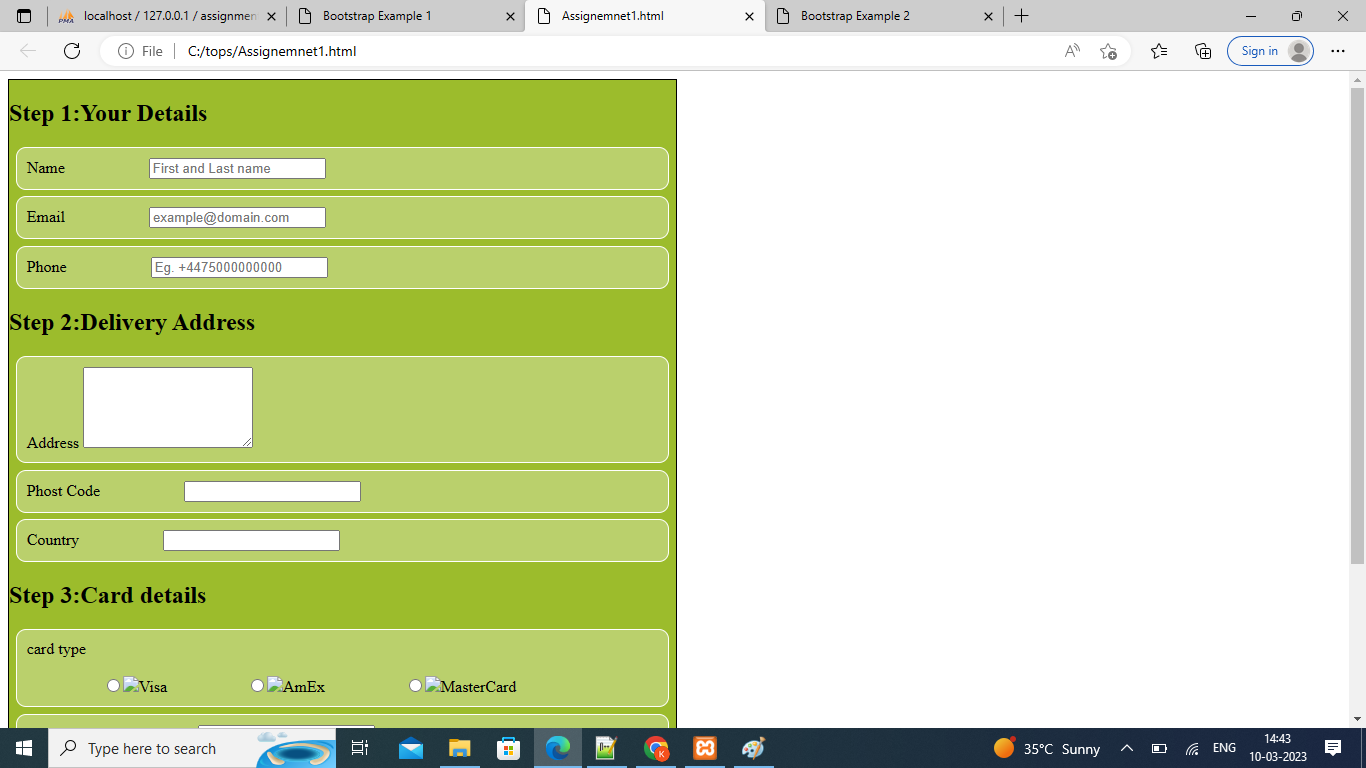 localhost / 127.0.0.1 / assignmen
Bootstrap Example 1
Assignemnet1.html
Bootstrap Example 2
File
C:/tops/Assignemnet1.html
Sign in
Step 1:Your Details
Name First and Last name
Email example@domain.com
Phone Eg. +4475000000000
Step 2:Delivery Address
Address
Phost Code
Country
Step 3:Card details
card type
Visa AmEx MasterCard
Type here to search
35°C Sunny
ENG
14:43
10-03-2023